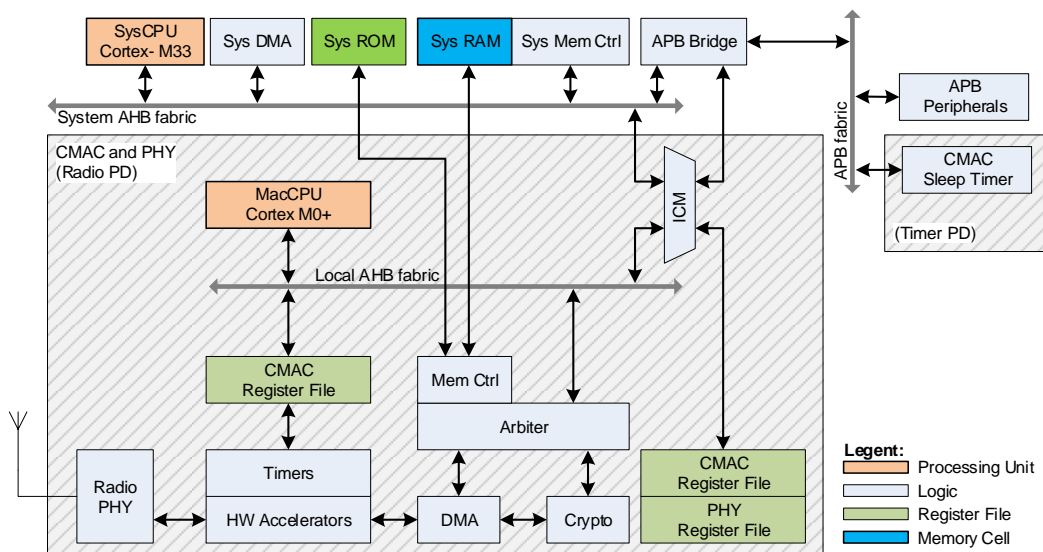 SysCPU
Cortex- M33
Sys DMA
Sys ROM
Sys RAM
Sys Mem Ctrl
APB Bridge
System AHB fabric
APB fabric
APB
Peripherals
CMAC and PHY
(Radio PD)
MacCPU
Cortex M0+
ICM
CMAC
Sleep Timer
(Timer PD)
Local AHB fabric
CMAC
Register File
Mem Ctrl
Arbiter
Radio
PHY
Timers
HW Accelerators
DMA
Crypto
CMAC
Register File
PHY
Register File
Legent:
Processing Unit
Logic
Register File
Memory Cell